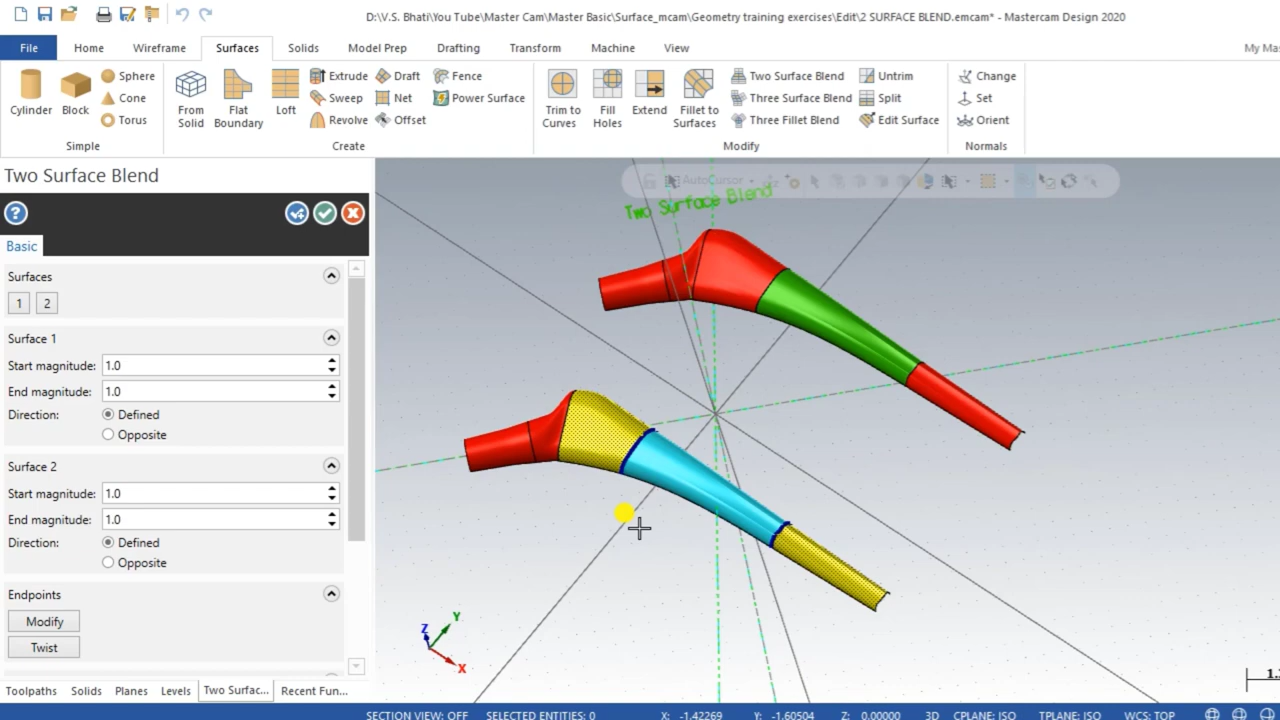 D:\V.S. Bhati\You Tube\Master Cam\Master Basic\Surface_mcam\Geometry training exercises\Edit\2 SURFACE BLEND.emcam* - Mastercam Design 2020
File Home Wireframe Surfaces Solids Model Prep Drafting Transform Machine View My Mas
Cylinder Block Sphere Cone Torus
Simple
From Solid Flat Boundary Loft Extrude Sweep Revolve Draft Net Offset Fence Power Surface
Create
Trim to Curves Fill Holes Extend Fillet to Surfaces Two Surface Blend Three Surface Blend Three Fillet Blend Untrim Split Edit Surface
Modify
Change Set Orient
Normals
Two Surface Blend
Basic
Surfaces
1 2
Surface 1
Start magnitude: 1.0
End magnitude: 1.0
Direction: Defined
Opposite
Surface 2
Start magnitude: 1.0
End magnitude: 1.0
Direction: Defined
Opposite
Endpoints
Modify
Twist
Toolpaths Solids Planes Levels Two Surfac... Recent Fun...
AutoCursor
Two Surface Blend
Z Y X
1.
SECTION VIEW: OFF SELECTED ENTITIES: 0 X: -1.42269 Y: -1.60504 Z: 0.00000 3D CPLANE: ISO TPLANE: ISO WCS: TOP